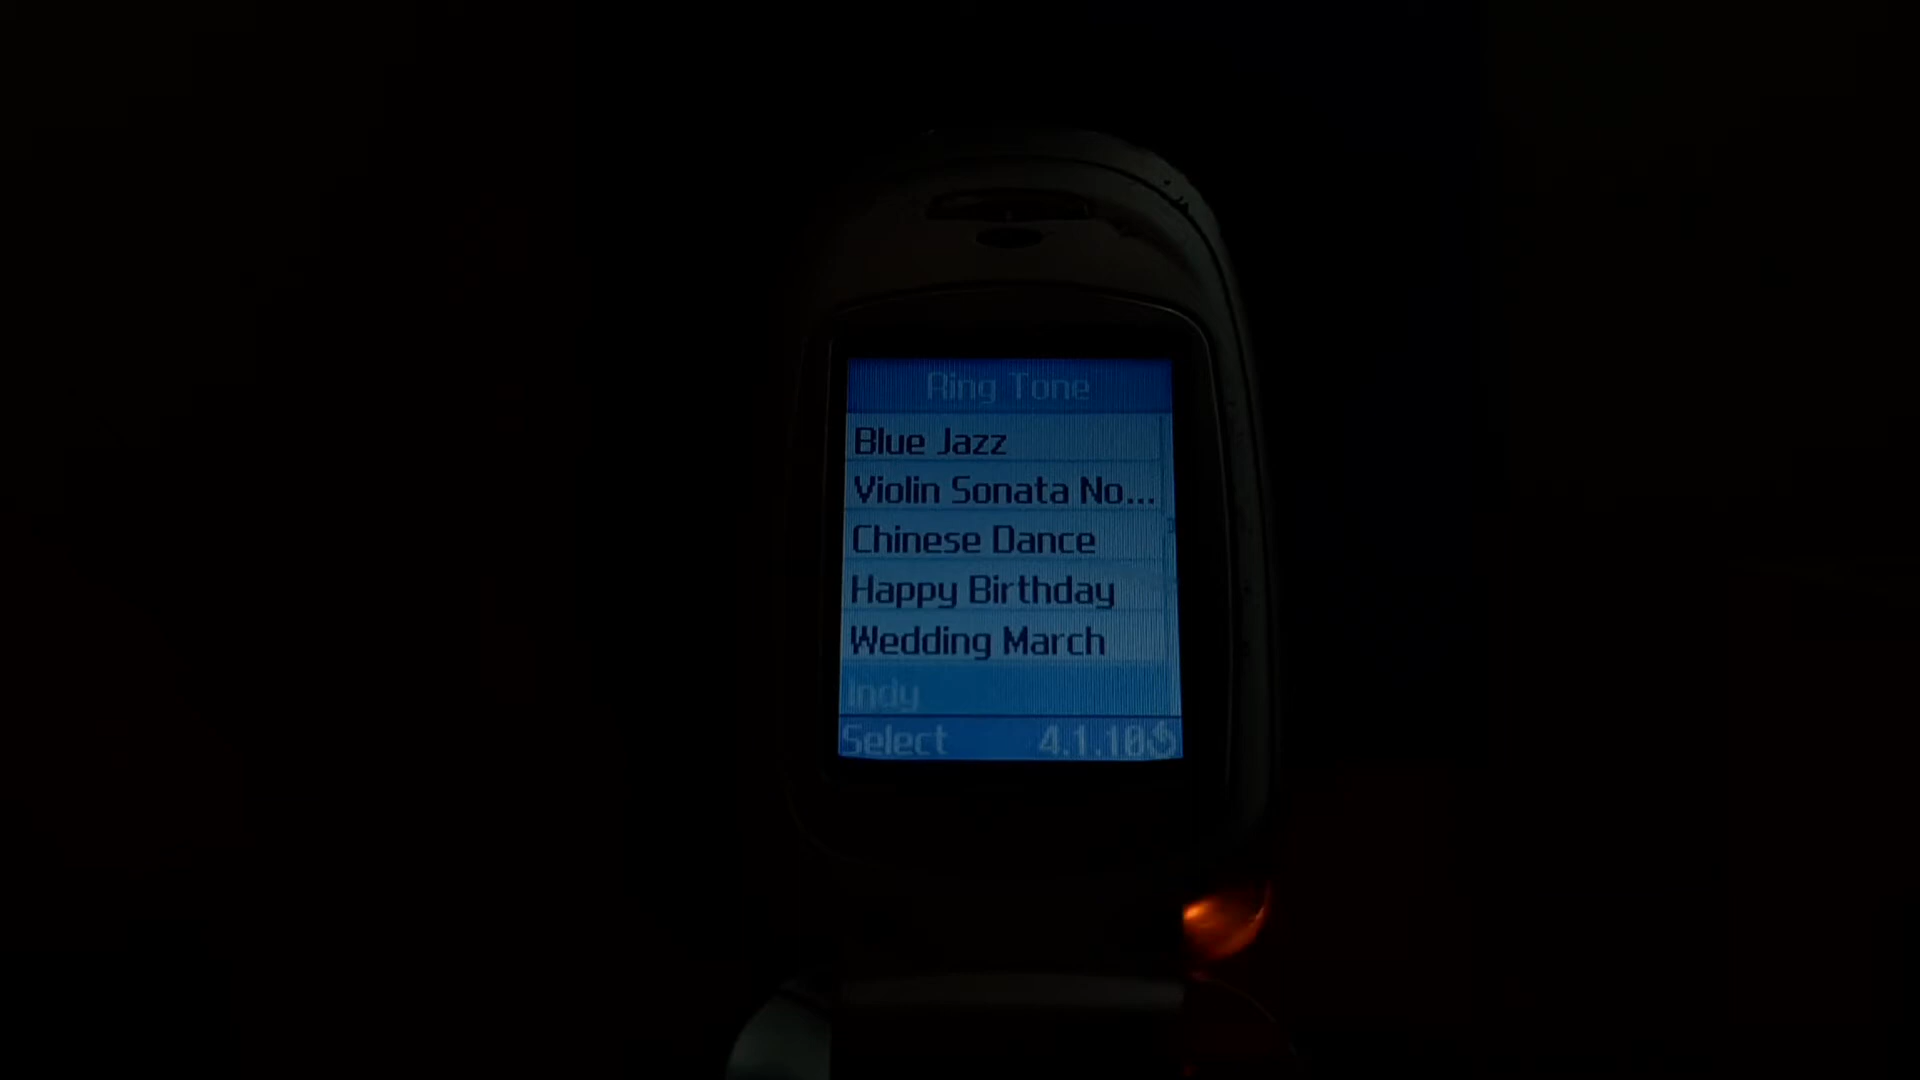 Ring Tone
Blue Jazz
Violin Sonata No...
Chinese Dance
Happy Birthday
Wedding March
Indy
Select 4.1.10